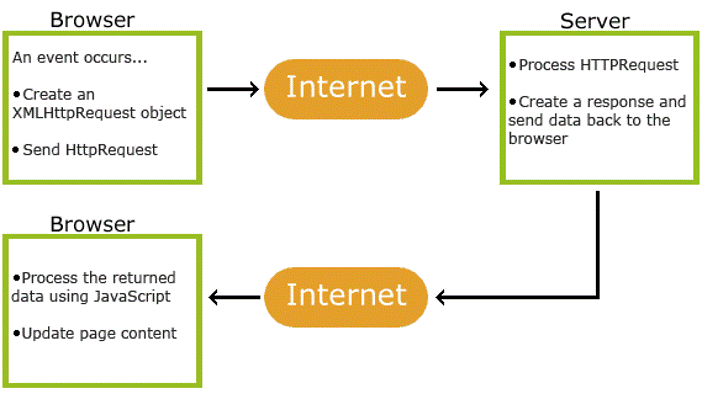 Browser
An event occurs...
•Create an
XMLHttpRequest object
• Send HttpRequest
Internet
Server
•Process HTTPRequest
•Create a response and
send data back to the
browser
Browser
•Process the returned
data using JavaScript
•Update page content
Internet